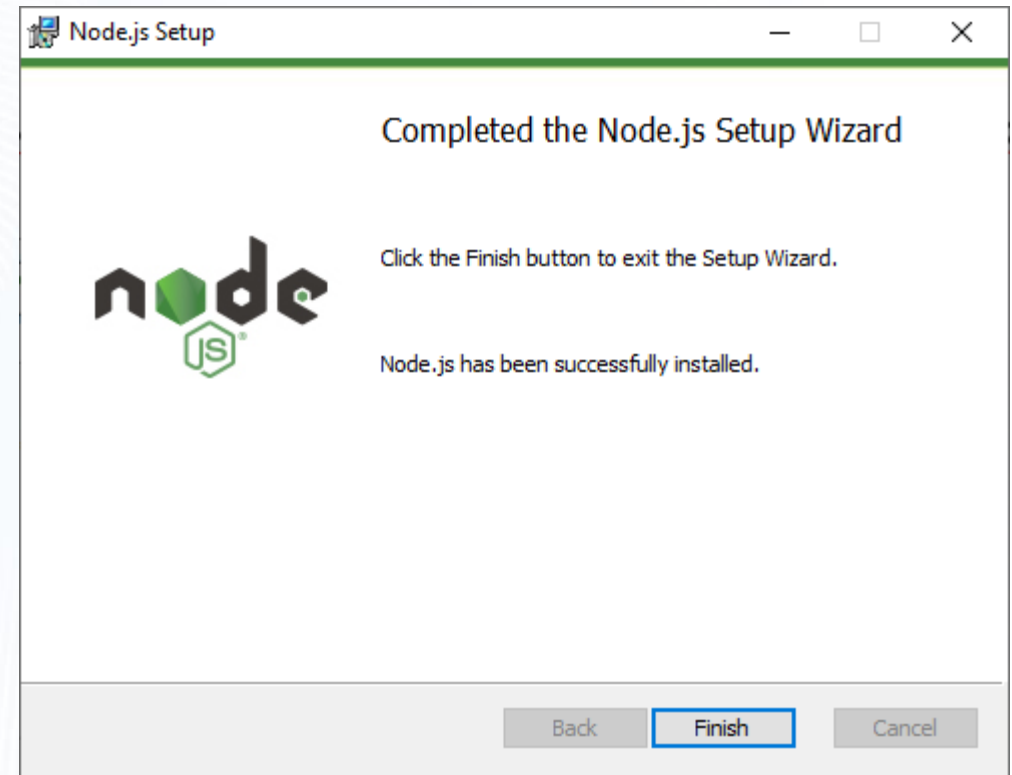 Node.js Setup
Completed the Node.js Setup Wizard
Click the Finish button to exit the Setup Wizard.
node
JS®
Node.js has been successfully installed.
Back
Finish
Cancel